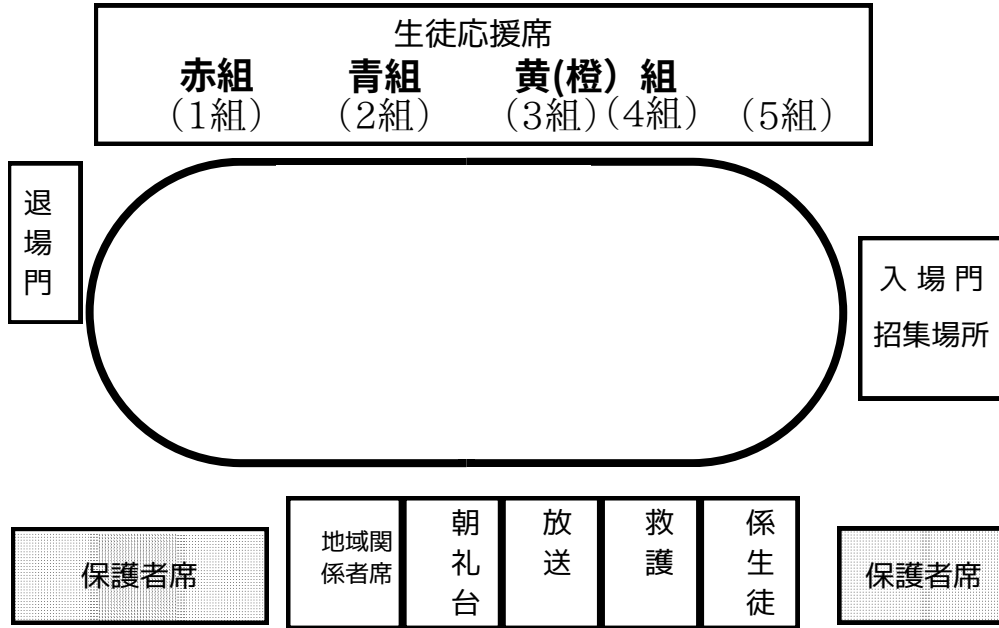 生徒応援席
赤組 青組 黄(橙）組
(1組) (2組) (3組)(4組) (5組)
退場門
入場門
招集場所
保護者席
地域関
係者席
朝礼台
放送
救護
係生徒
保護者席